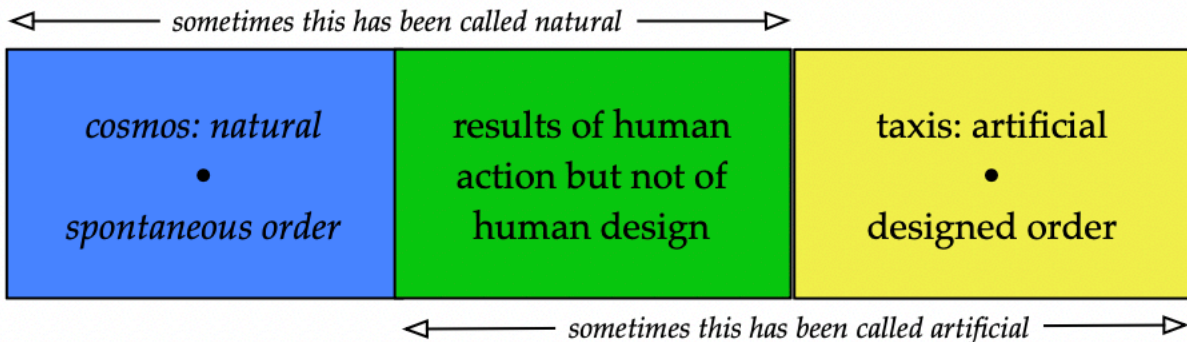 sometimes this has been called natural
cosmos: natural
•
spontaneous order
results of human
action but not of
human design
taxis: artificial
•
designed order
sometimes this has been called artificial